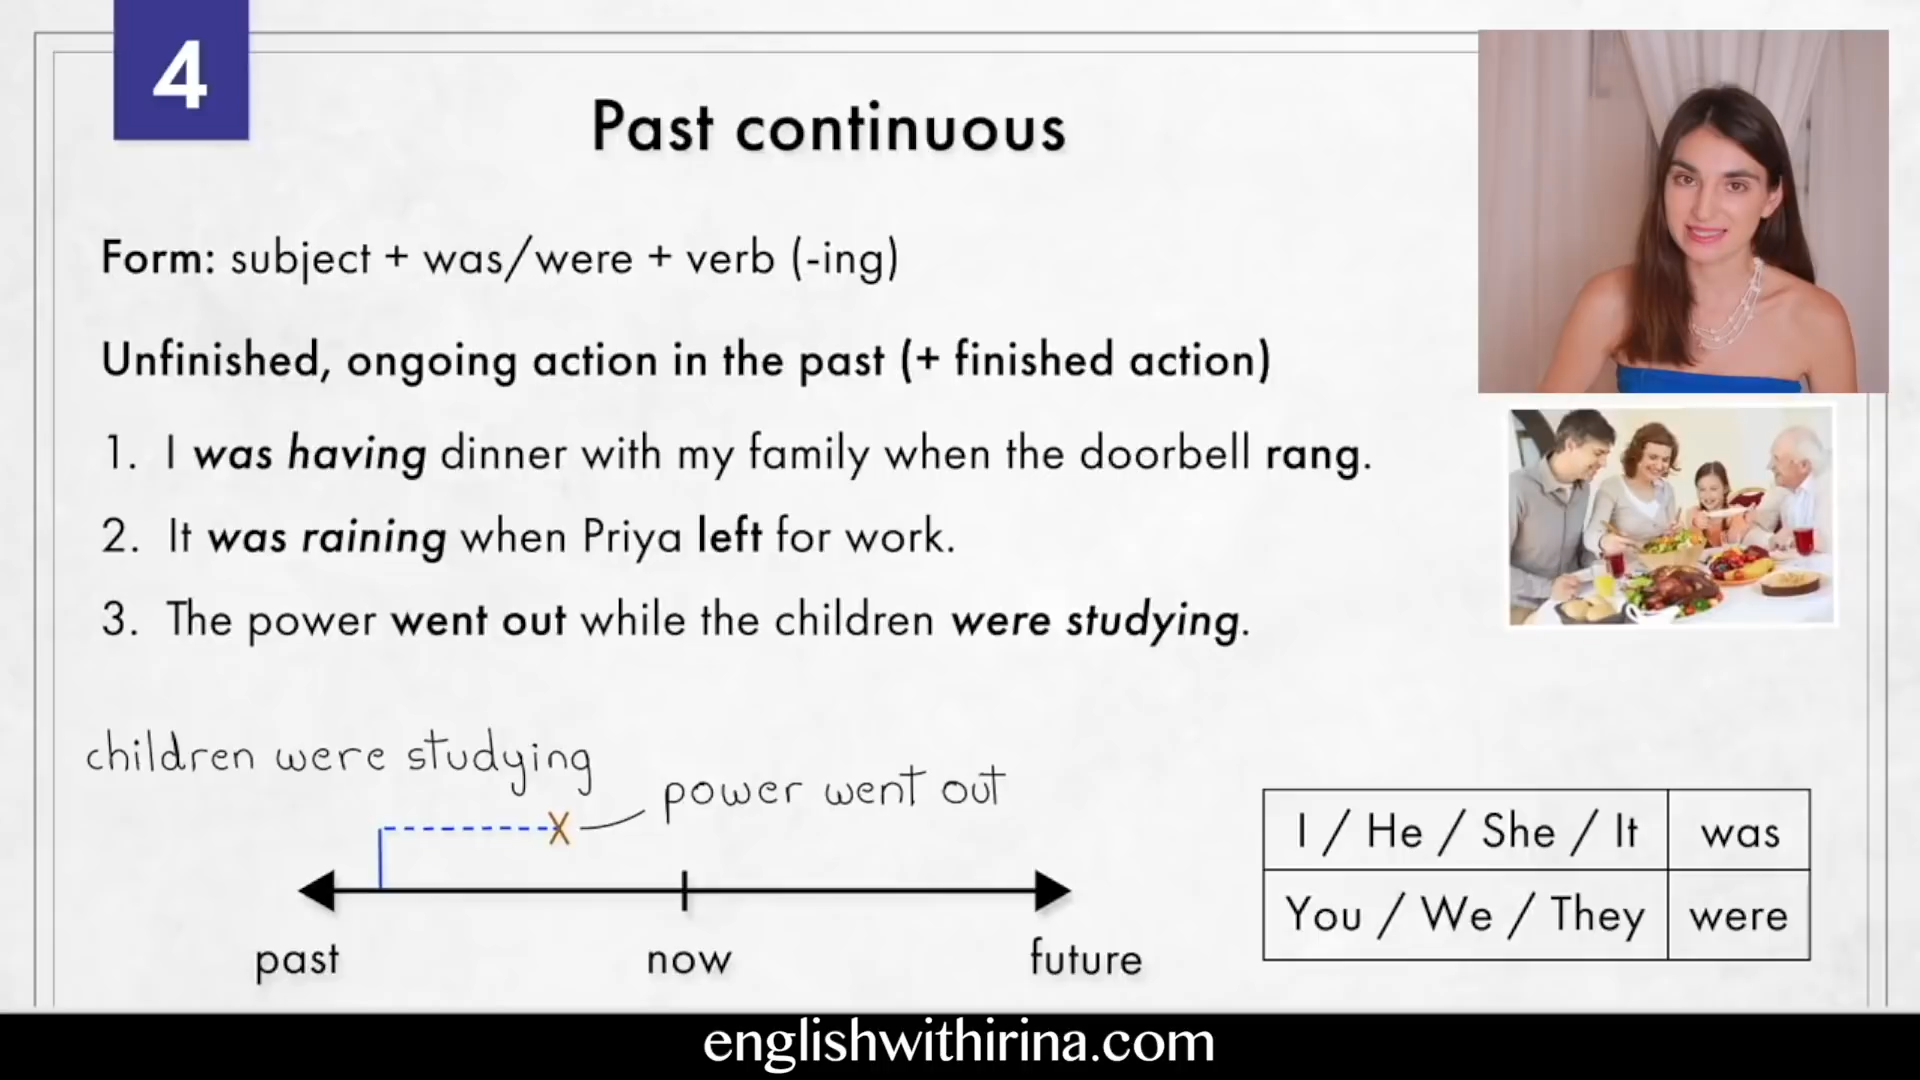 4
Past continuous
Form: subject + was/were + verb (-ing)
Unfinished, ongoing action in the past (+ finished action)
1. I was having dinner with my family when the doorbell rang.
2. It was raining when Priya left for work.
3. The power went out while the children were studying.
children were studying
power went out
past now future
I / He / She / It was
You / We / They were
englishwithirina.com